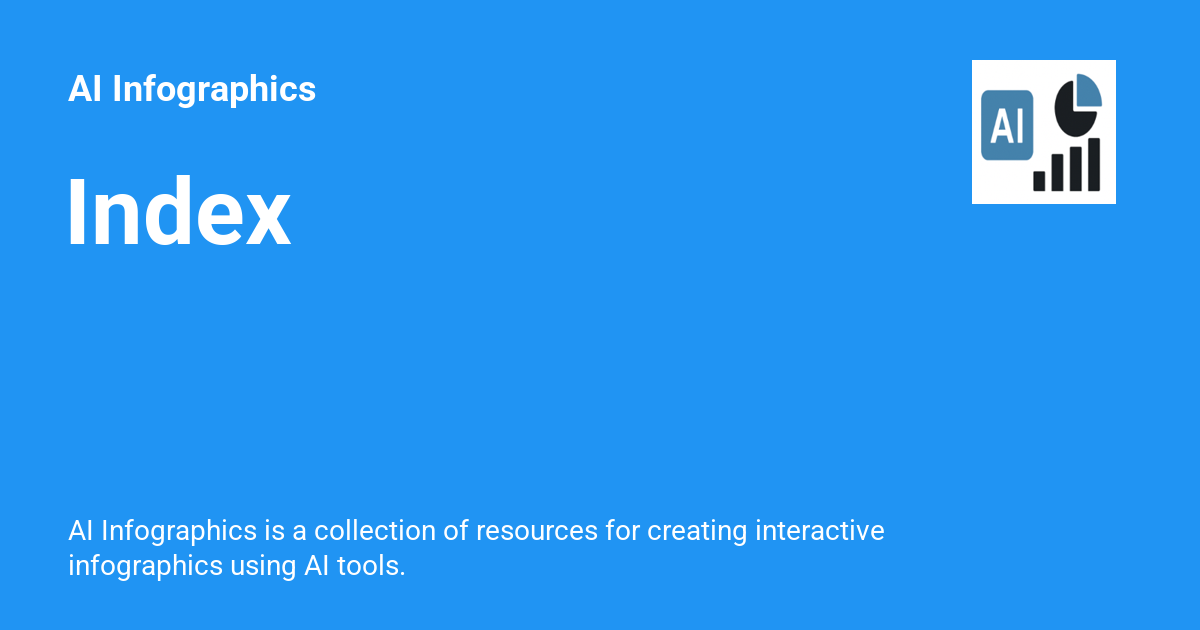 AI Infographics
AI
Index
AI Infographics is a collection of resources for creating interactive
infographics using AI tools.